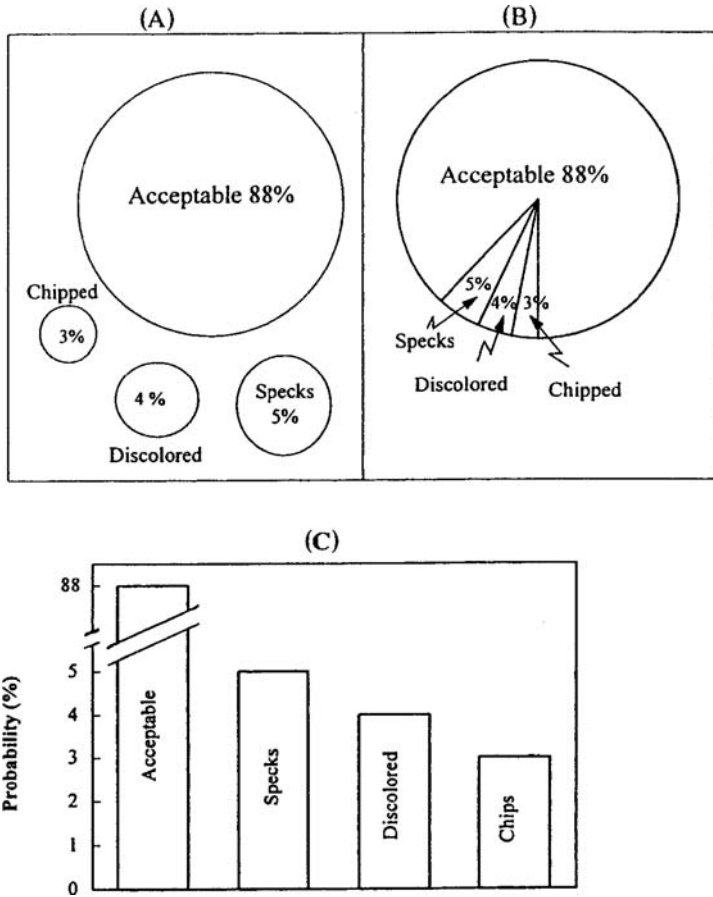 (A)
Acceptable 88%
Chipped
3%
4 %
Discolored
Specks
5%
(B)
Acceptable 88%
5%
4%
3%
Specks
Discolored
Chipped
(C)
Probability (%)
88
5
4
3
2
1
0
Acceptable
Specks
Discolored
Chips